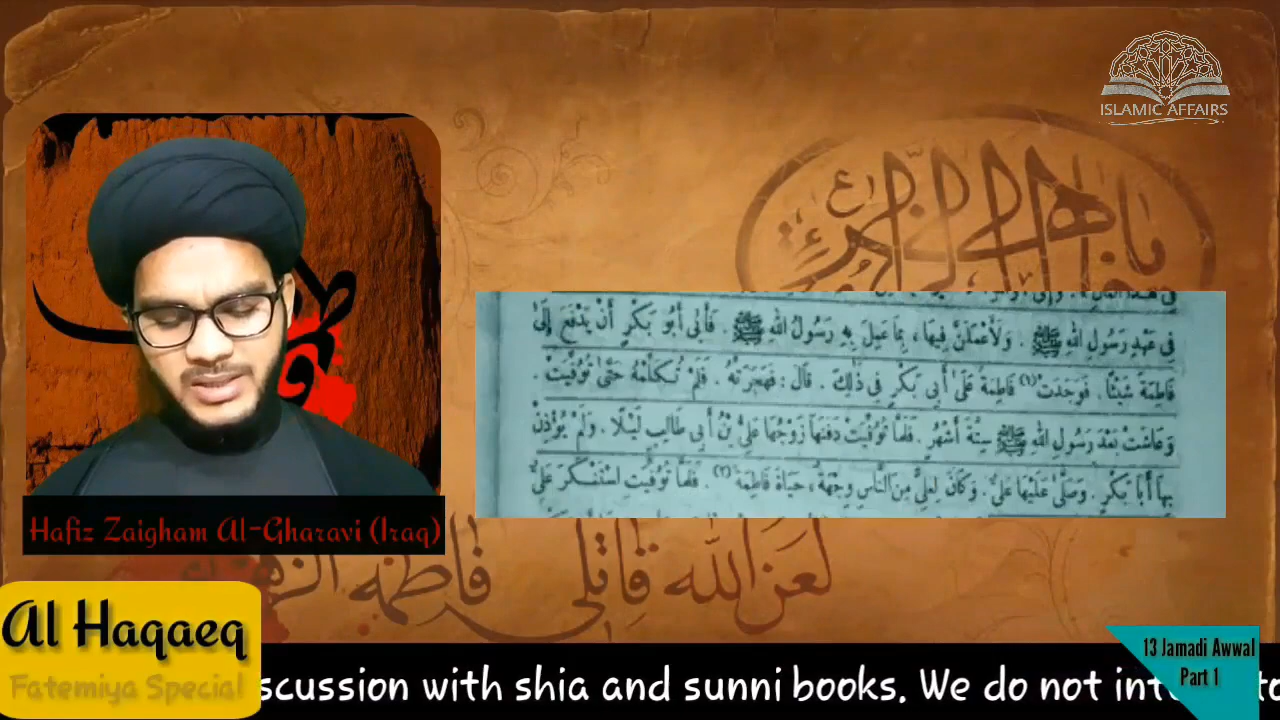 ISLAMIC AFFAIRS
في عهد رسول الله ﷺ . ولأعملن فيها ، بما عمل به رسول الله ﷺ . فأبى أبو بكر أن يدفع إلى
فاطمة شيئا . فوجدت (١) فاطمة على أبي بكر في ذلك . قال : فهجرته . فلم تكلمه حتى توفيت .
وعاشت بعد رسول الله ﷺ ستة أشهر . فلما توفيت دفنها زوجها علي بن أبي طالب ليلا . ولم يؤذن
بها أبا بكر . وصلى عليها علي . وكان لعلي من الناس وجهة ، حياة فاطمة (٢) . فلما توفيت استنكر علي
Hafiz Zaigham Al-Gharavi (Iraq)
لعن الله قاتلي فاطمة الزهراء
Al Haqaeq
Fatemiya Special
13 Jamadi Awwal
Part 1
scussion with shia and sunni books. We do not int